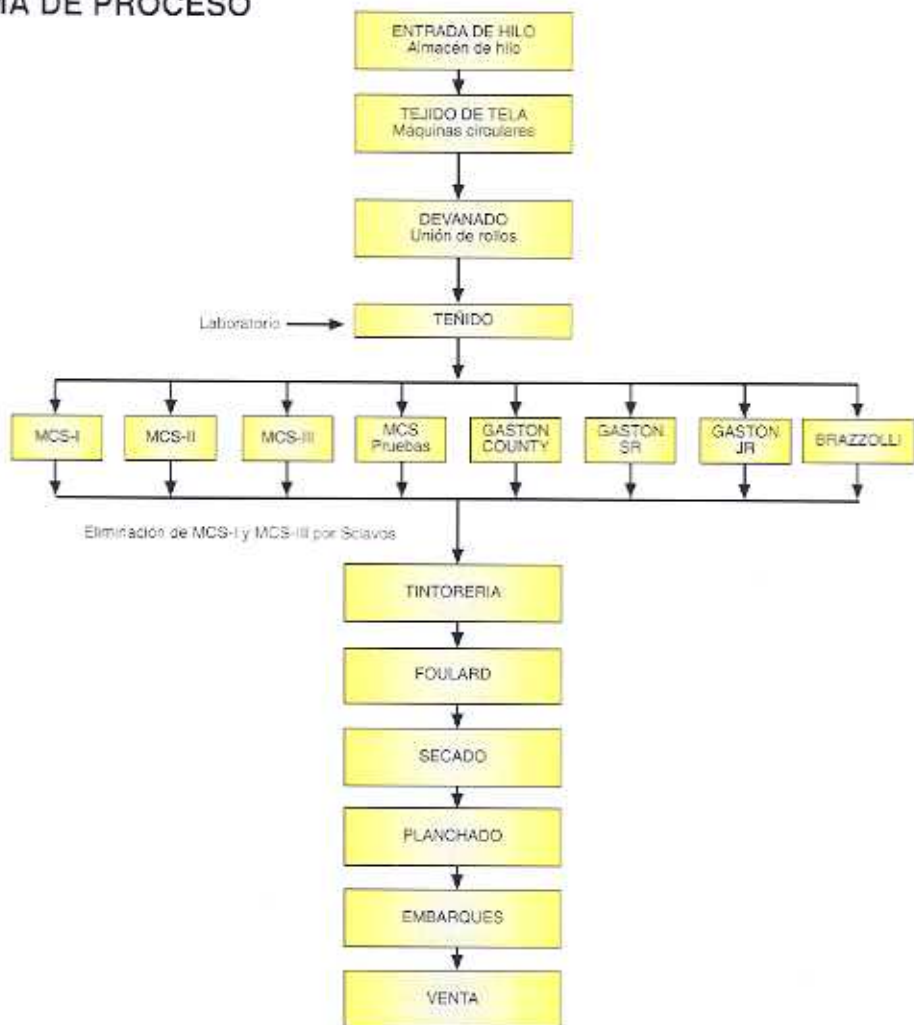 MA DE PROCESO
ENTRADA DE HILO
Almacén de hilo
TEJIDO DE TELA
Máquinas circulares
DEVANADO
Unión de rollos
Laboratorio
TEÑIDO
MCS-I
MCS-II
MCS-III
MCS
Pruebas
GASTON
COUNTY
GASTON
SR
GASTON
JR
BRAZZOLLI
Eliminación de MCS-I y MCS-III por Sclavos
TINTORERIA
FOULARD
SECADO
PLANCHADO
EMBARQUES
VENTA